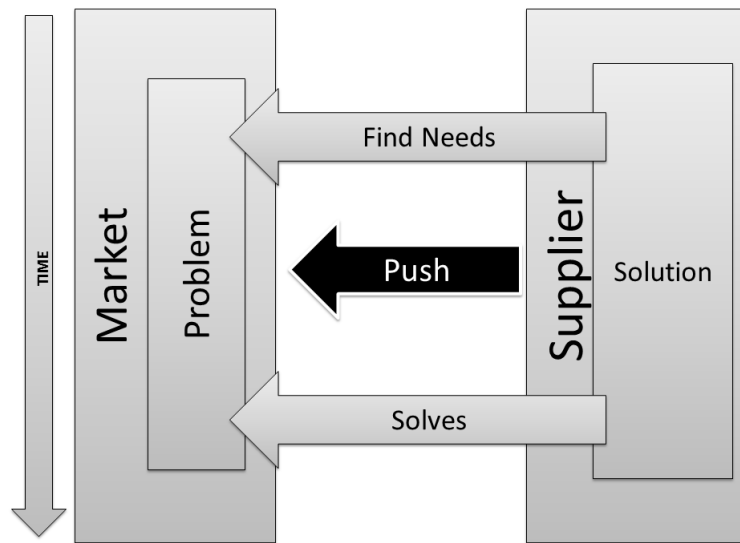 TIME
Market
Problem
Find Needs
Push
Solves
Supplier
Solution